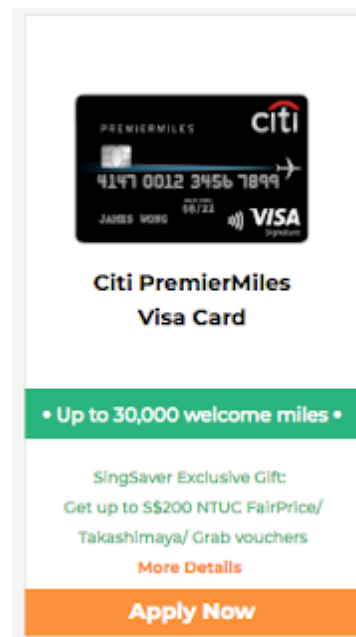 PREMIERMILES
citi
4147 0012 3456 7899
08/22
JAMES WONG
VISA
Signature
Citi PremierMiles
Visa Card
• Up to 30,000 welcome miles •
SingSaver Exclusive Gift:
Get up to S$200 NTUC FairPrice/
Takashimaya/ Grab vouchers
More Details
Apply Now